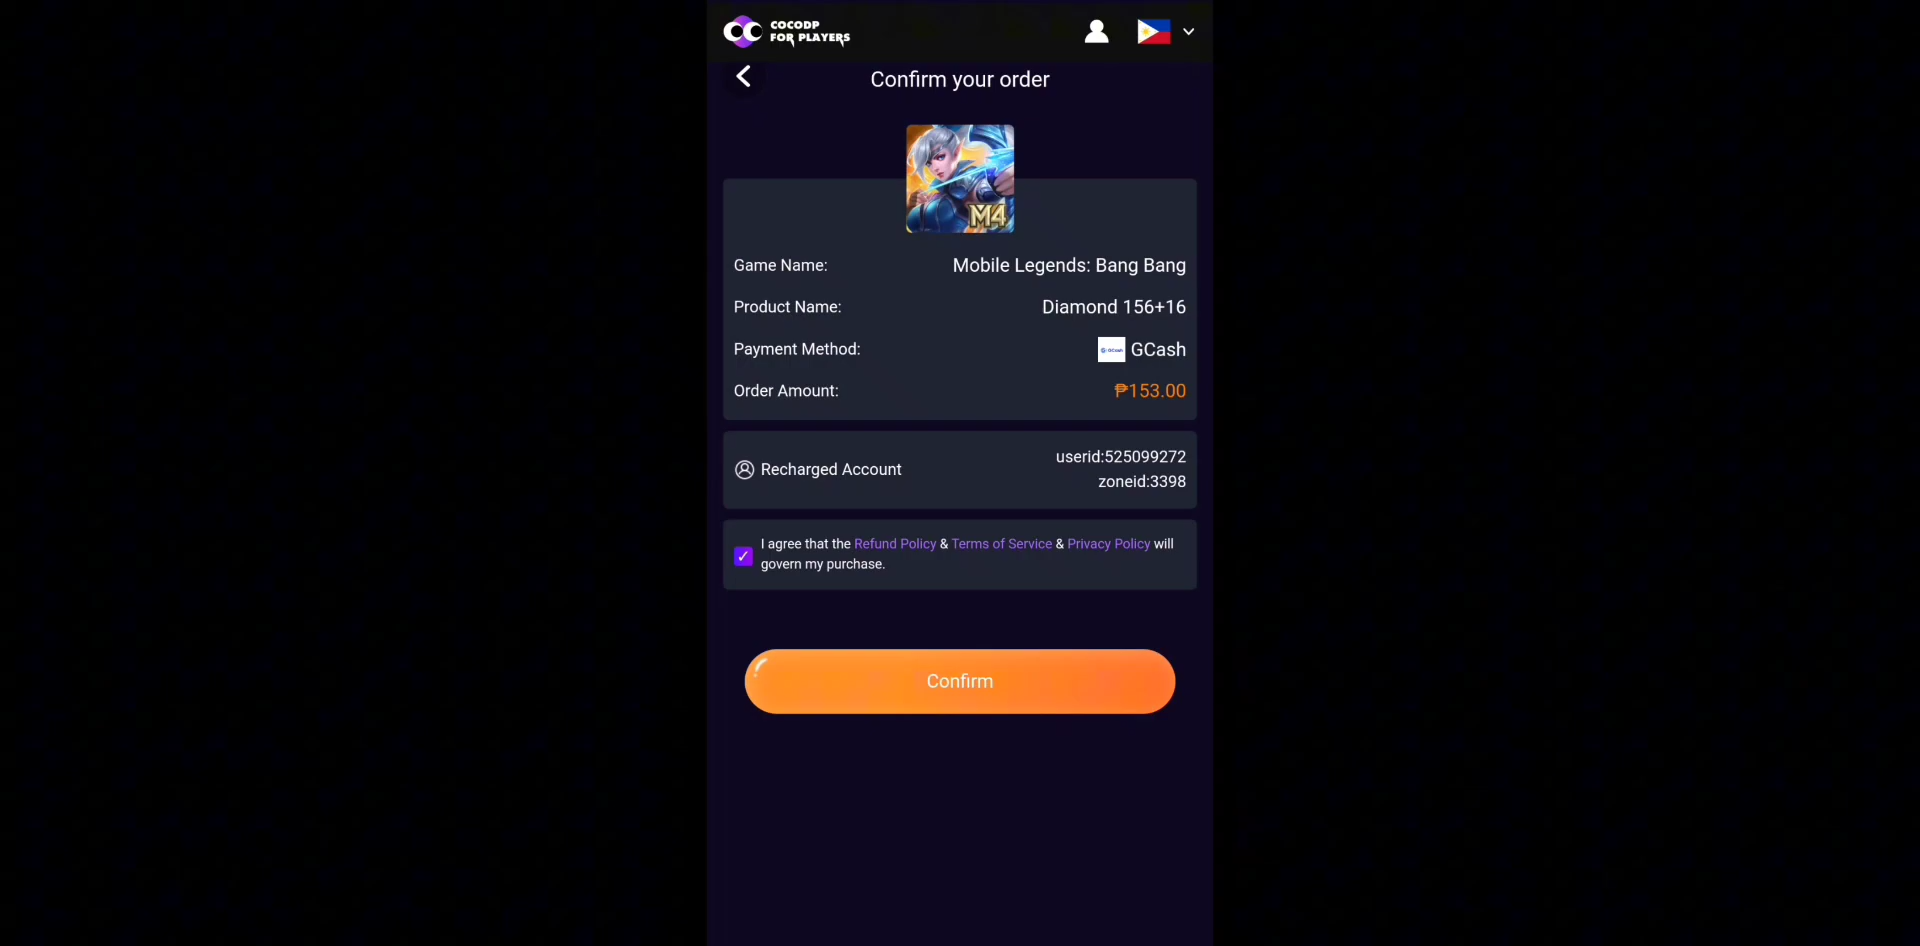 COCODP
FOR PLAYERS
Confirm your order
M4
Game Name: Mobile Legends: Bang Bang
Product Name: Diamond 156+16
Payment Method: GCash GCash
Order Amount: ₱153.00
Recharged Account
userid:525099272
zoneid:3398
I agree that the Refund Policy & Terms of Service & Privacy Policy will
govern my purchase.
Confirm